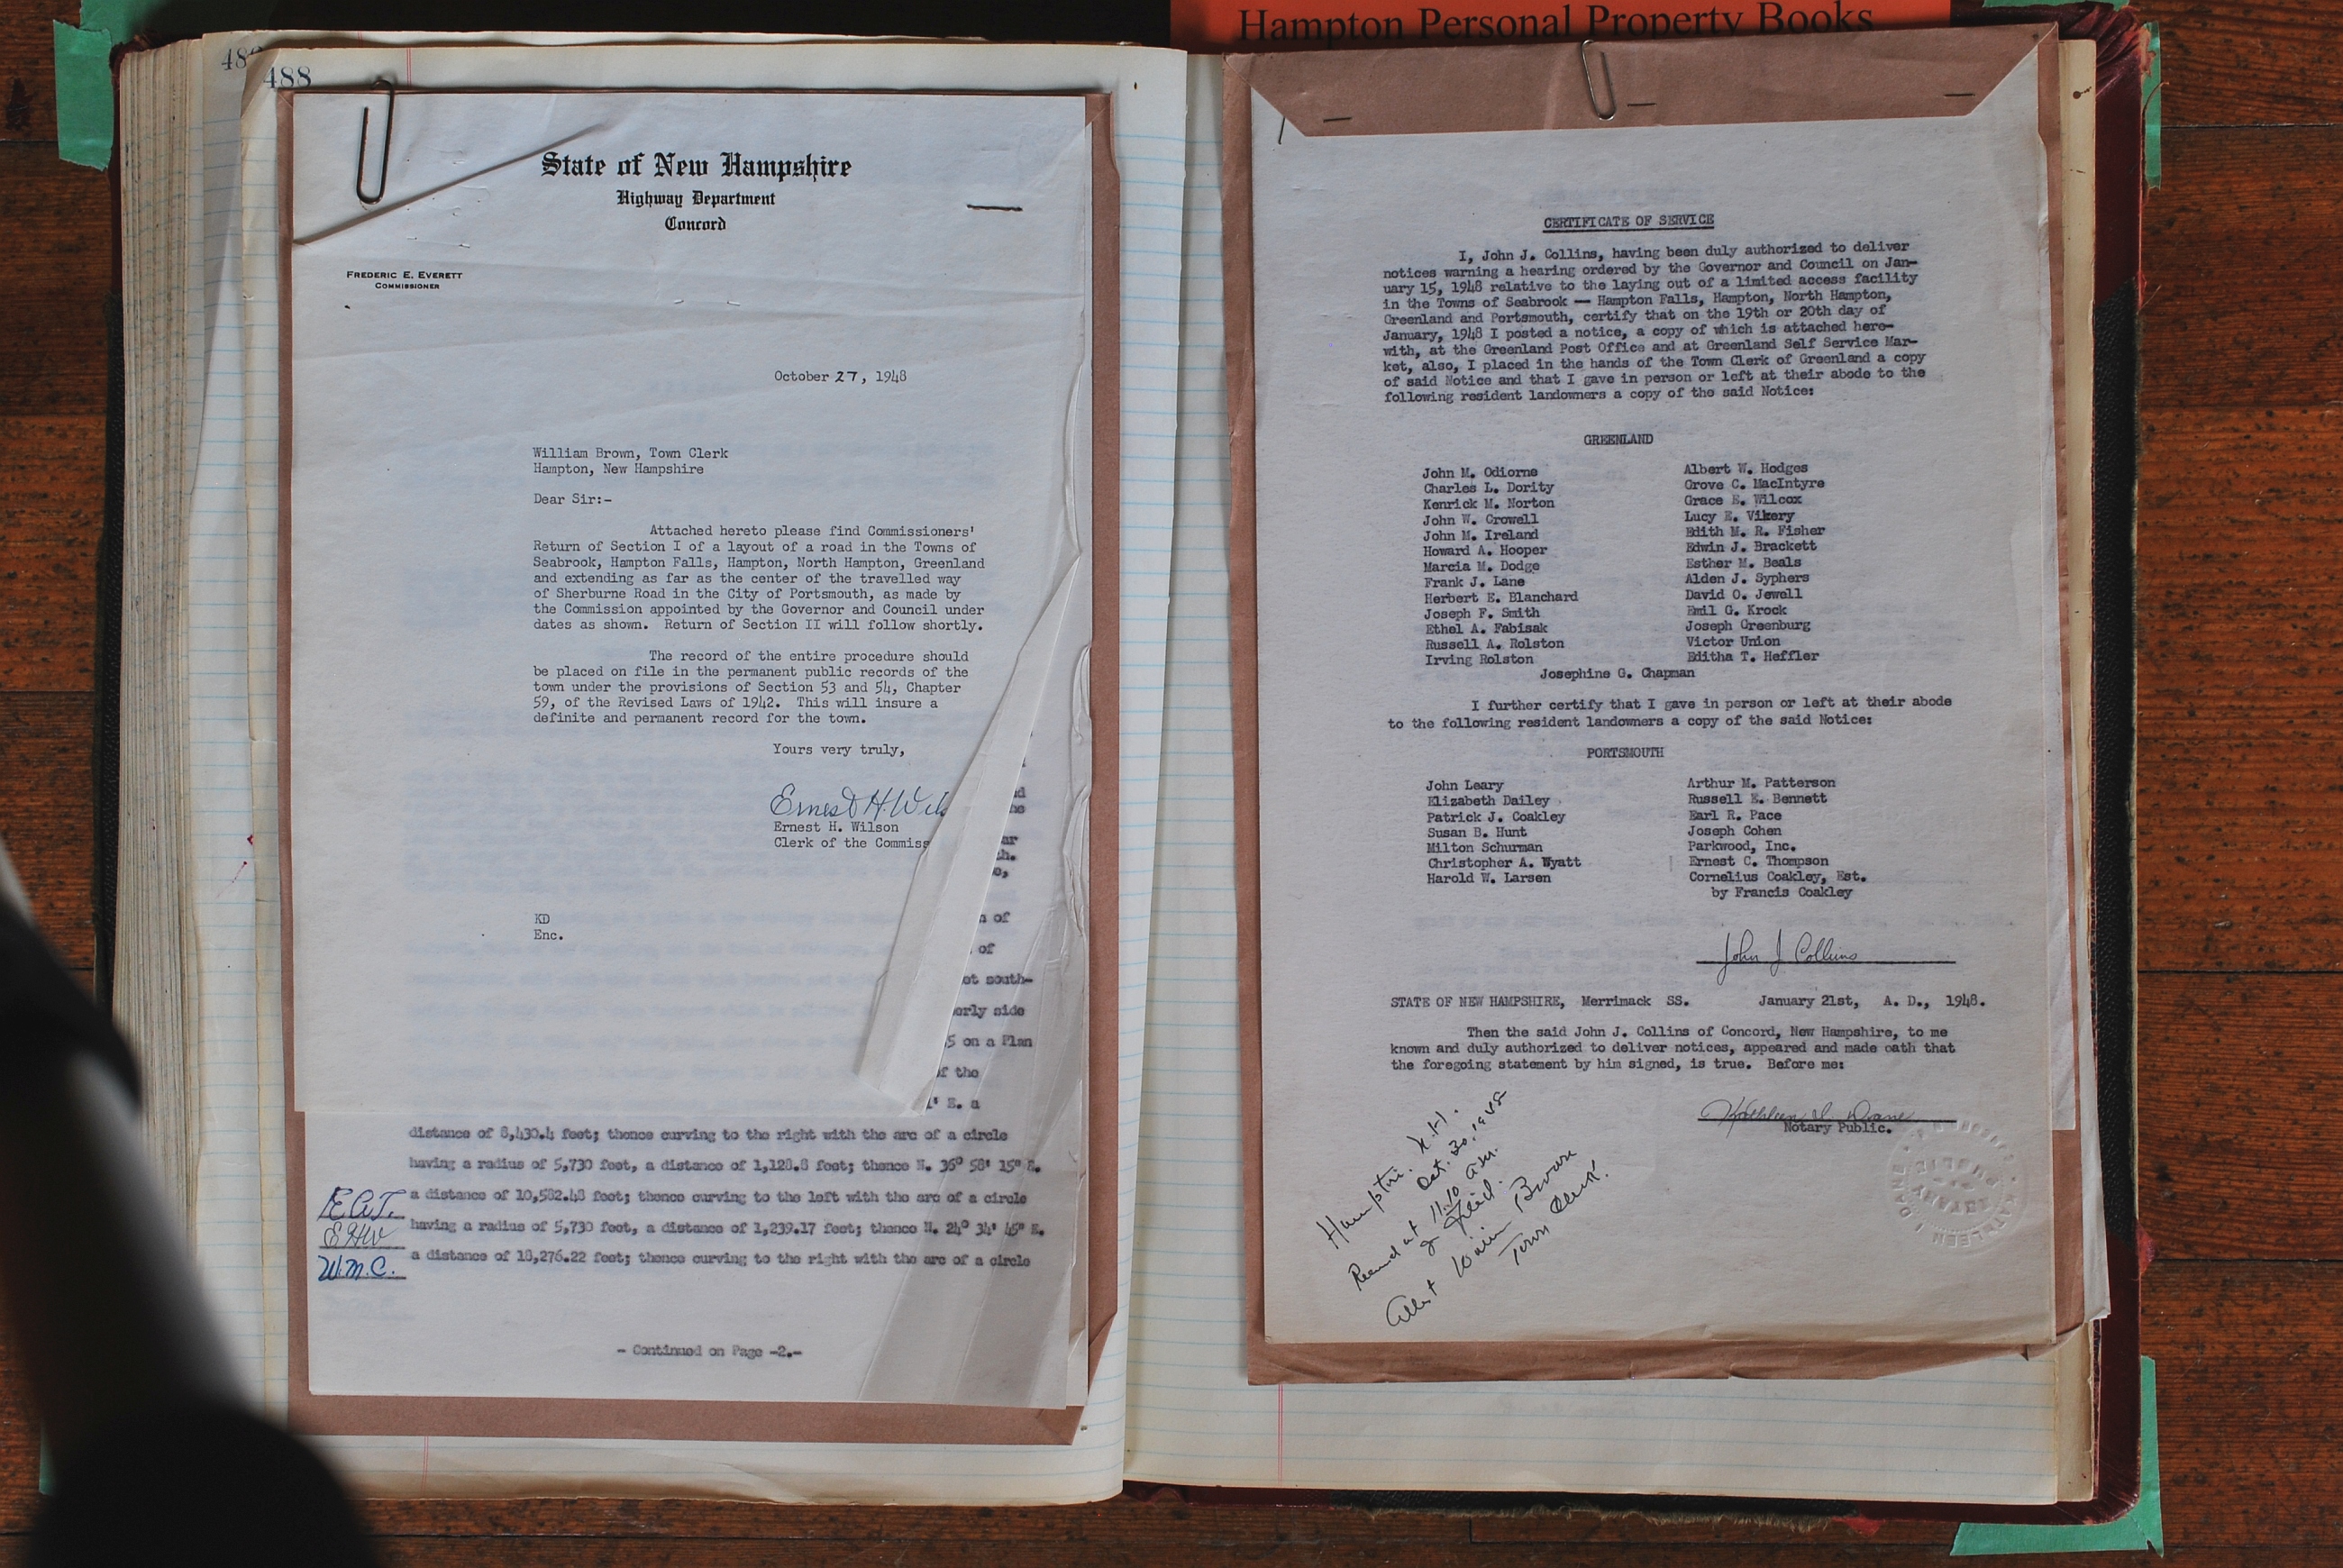 Hampton Personal Property Books
488
State of New Hampshire
Highway Department
Concord
FREDERIC E. EVERETT
COMMISSIONER
October 27, 1948
William Brown, Town Clerk
Hampton, New Hampshire
Dear Sir:-
Attached hereto please find Commissioners'
Return of Section I of a layout of a road in the Towns of
Seabrook, Hampton Falls, Hampton, North Hampton, Greenland
and extending as far as the center of the travelled way
of Sherburne Road in the City of Portsmouth, as made by
the Commission appointed by the Governor and Council under
dates as shown. Return of Section II will follow shortly.
The record of the entire procedure should
be placed on file in the permanent public records of the
town under the provisions of Section 53 and 54, Chapter
59, of the Revised Laws of 1942. This will insure a
definite and permanent record for the town.
Yours very truly,
Ernest H. Wil
Ernest H. Wilson
Clerk of the Commiss
KD
Enc.
of
of
south-
side
5 on a Plan
the
E. a
distance of 8,430.4 feet; thence curving to the right with the arc of a circle
having a radius of 5,730 feet, a distance of 1,128.8 feet; thence N. 36° 58' 15" E.
a distance of 10,582.48 feet; thence curving to the left with the arc of a circle
having a radius of 5,730 feet, a distance of 1,239.17 feet; thence N. 24° 34' 45" E.
a distance of 18,276.22 feet; thence curving to the right with the arc of a circle
E.A.T.
EHW
W.M.C.
- Continued on Page -2.-
CERTIFICATE OF SERVICE
I, John J. Collins, having been duly authorized to deliver
notices warning a hearing ordered by the Governor and Council on Jan-
uary 15, 1948 relative to the laying out of a limited access facility
in the Towns of Seabrook — Hampton Falls, Hampton, North Hampton,
Greenland and Portsmouth, certify that on the 19th or 20th day of
January, 1948 I posted a notice, a copy of which is attached here-
with, at the Greenland Post Office and at Greenland Self Service Mar-
ket, also, I placed in the hands of the Town Clerk of Greenland a copy
of said Notice and that I gave in person or left at their abode to the
following resident landowners a copy of the said Notice:
GREENLAND
John M. Odiorne
Charles L. Dority
Kenrick M. Norton
John W. Crowell
John M. Ireland
Howard A. Hooper
Marcia M. Dodge
Frank J. Lane
Herbert E. Blanchard
Joseph F. Smith
Ethel A. Fabisak
Russell A. Rolston
Irving Rolston
Albert W. Hodges
Grove C. MacIntyre
Grace E. Wilcox
Lucy E. Vikery
Edith M. R. Fisher
Edwin J. Brackett
Esther M. Beals
Alden J. Syphers
David O. Jewell
Emil G. Krock
Joseph Greenburg
Victor Union
Editha T. Heffler
Josephine G. Chapman
I further certify that I gave in person or left at their abode
to the following resident landowners a copy of the said Notice:
PORTSMOUTH
John Leary
Elizabeth Dailey
Patrick J. Coakley
Susan B. Hunt
Milton Schurman
Christopher A. Wyatt
Harold W. Larsen
Arthur M. Patterson
Russell E. Bennett
Earl R. Pace
Joseph Cohen
Parkwood, Inc.
Ernest C. Thompson
Cornelius Coakley, Est.
by Francis Coakley
John J Collins
STATE OF NEW HAMPSHIRE, Merrimack SS. January 21st, A. D., 1948.
Then the said John J. Collins of Concord, New Hampshire, to me
known and duly authorized to deliver notices, appeared and made oath that
the foregoing statement by him signed, is true. Before me:
Kathleen D. Doane
Notary Public.
Hampton. N.H.
Oct. 30, 1948
Received at 11.10 a.m.
& Filed.
Attest William Brown
Town Clerk.